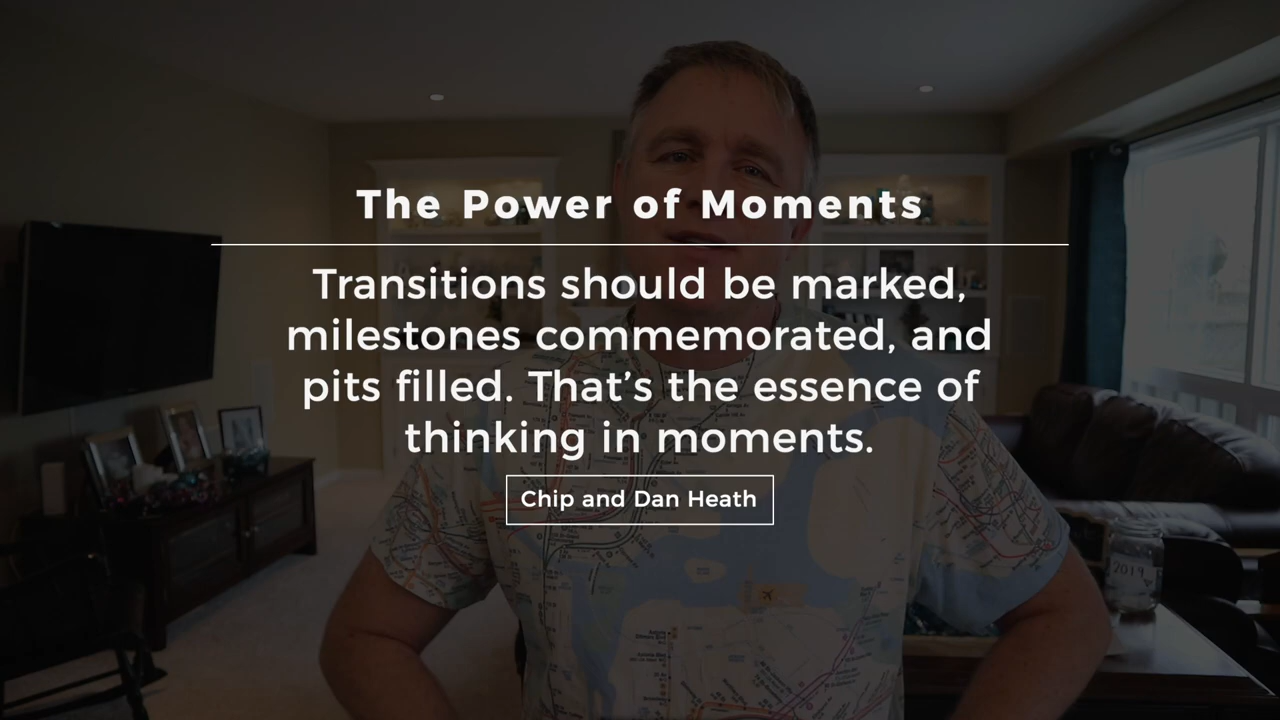 The Power of Moments
Transitions should be marked,
milestones commemorated, and
pits filled. That’s the essence of
thinking in moments.
Chip and Dan Heath
2019